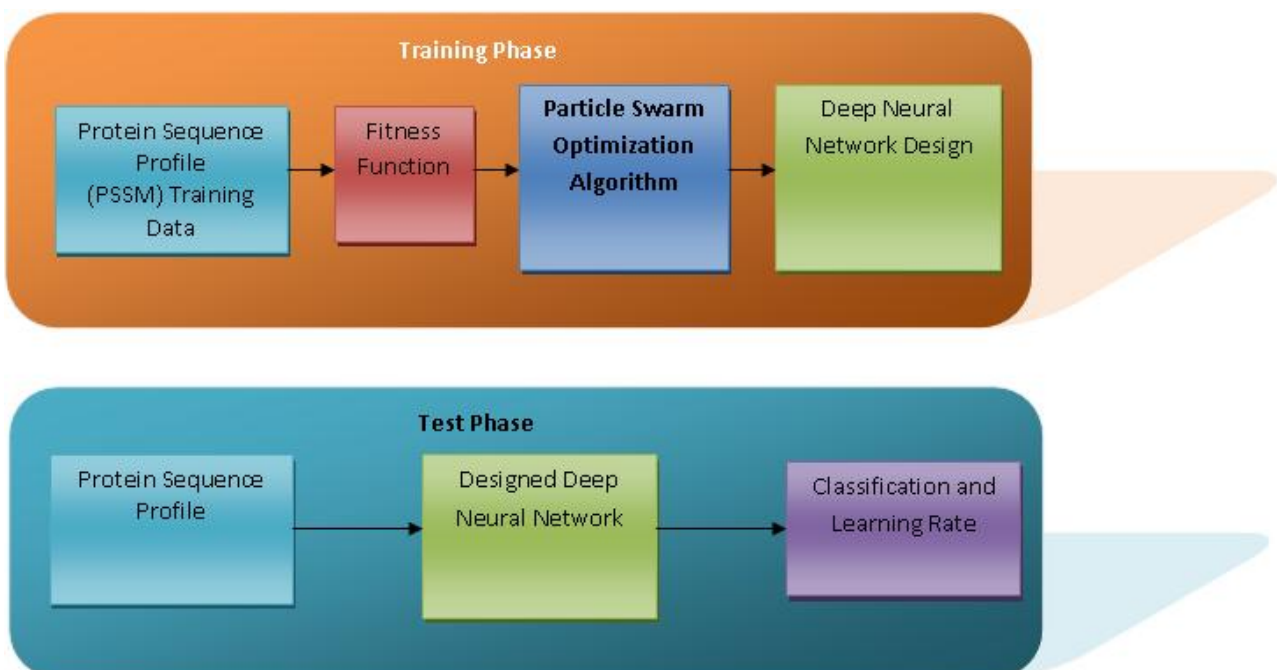 Training Phase
Protein Sequence
Profile
(PSSM) Training
Data
Fitness
Function
Particle Swarm
Optimization
Algorithm
Deep Neural
Network Design
Test Phase
Protein Sequence
Profile
Designed Deep
Neural Network
Classification and
Learning Rate